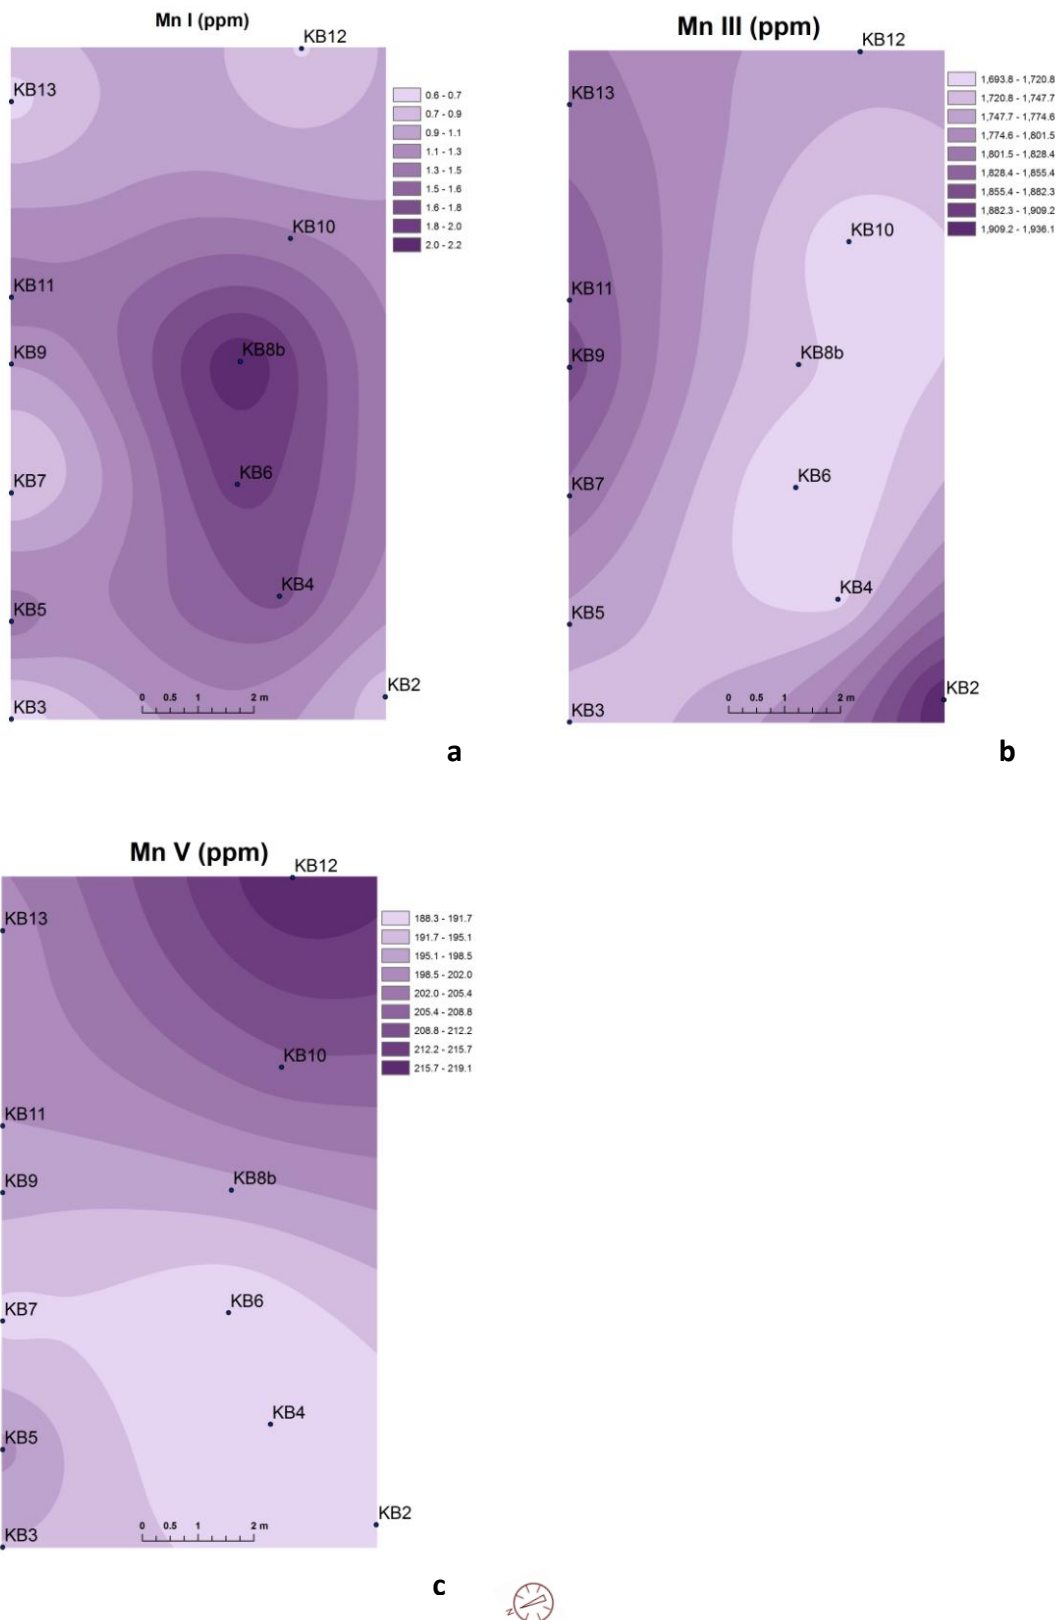 Mn I (ppm)
KB12
KB13
0.6 - 0.7
0.7 - 0.9
0.9 - 1.1
1.1 - 1.3
1.3 - 1.5
1.5 - 1.6
1.6 - 1.8
1.8 - 2.0
2.0 - 2.2
KB10
KB11
KB9
KB8b
KB7
KB6
KB4
KB5
KB2
KB3
0 0.5 1 2 m
a
Mn III (ppm)
KB12
KB13
1,693.8 - 1,720.8
1,720.8 - 1,747.7
1,747.7 - 1,774.6
1,774.6 - 1,801.5
1,801.5 - 1,828.4
1,828.4 - 1,855.4
1,855.4 - 1,882.3
1,882.3 - 1,909.2
1,909.2 - 1,936.1
KB10
KB11
KB9
KB8b
KB7
KB6
KB4
KB5
KB2
KB3
0 0.5 1 2 m
b
Mn V (ppm)
KB12
KB13
188.3 - 191.7
191.7 - 195.1
195.1 - 198.5
198.5 - 202.0
202.0 - 205.4
205.4 - 208.8
208.8 - 212.2
212.2 - 215.7
215.7 - 219.1
KB10
KB11
KB9
KB8b
KB7
KB6
KB4
KB5
KB2
KB3
0 0.5 1 2 m
c
N